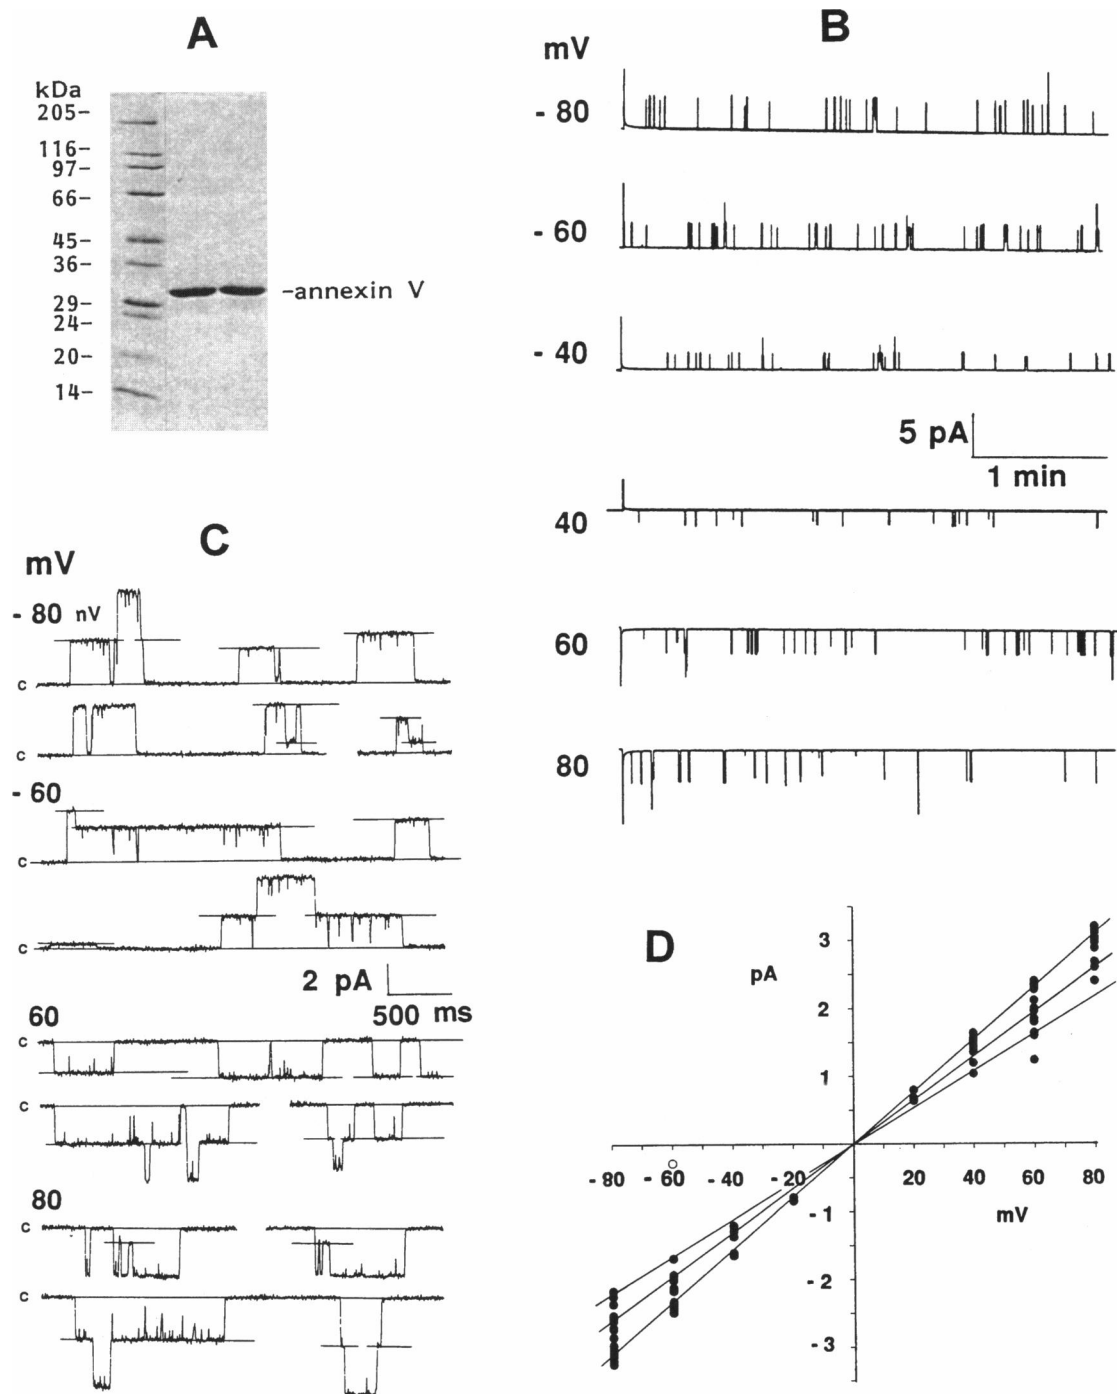 A
kDa
205-
116-
97-
66-
45-
36-
29-
24-
20-
14-
-annexin V
B
mV
- 80
- 60
- 40
5 pA
1 min
40
60
80
C
mV
- 80 nV
c
c
- 60
c
c
2 pA
500 ms
60
c
c
80
c
c
D
pA
3
2
1
- 80 - 60 - 40 - 20 20 40 60 80
mV
- 1
- 2
- 3